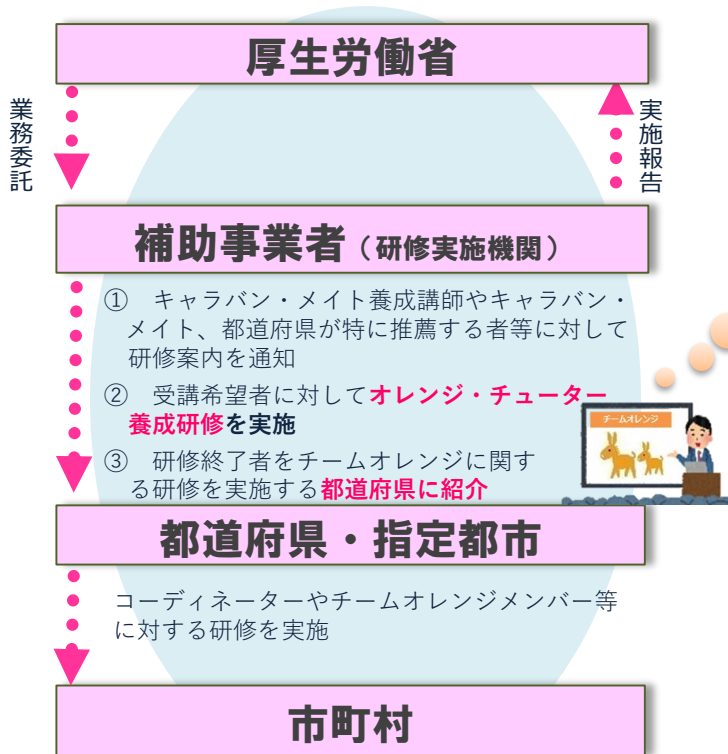 厚生労働省
業務委託
実施報告
補助事業者（研修実施機関）
① キャラバン・メイト養成講師やキャラバン・
メイト、都道府県が特に推薦する者等に対して
研修案内を通知
② 受講希望者に対してオレンジ・チューター
養成研修を実施
③ 研修終了者をチームオレンジに関す
る研修を実施する都道府県に紹介
チームオレンジ
都道府県・指定都市
コーディネーターやチームオレンジメンバー等
に対する研修を実施
市町村